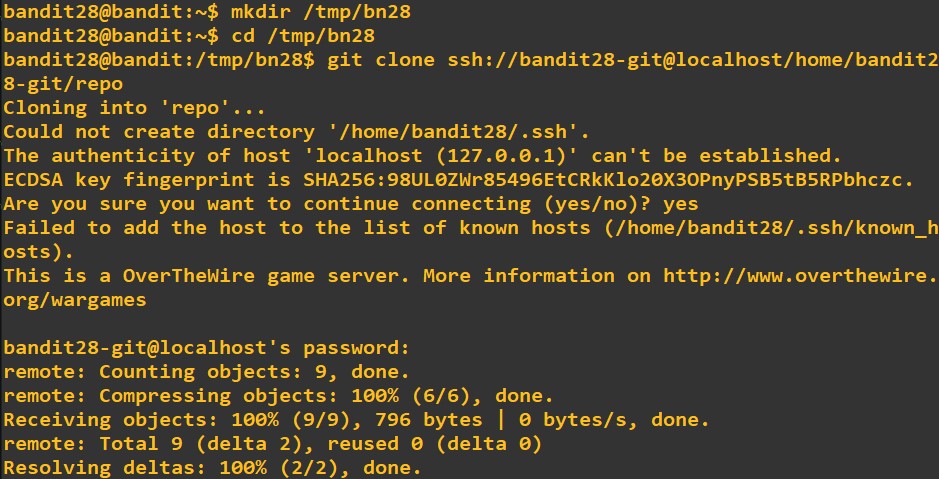 bandit28@bandit:~$ mkdir /tmp/bn28
bandit28@bandit:~$ cd /tmp/bn28
bandit28@bandit:/tmp/bn28$ git clone ssh://bandit28-git@localhost/home/bandit2
8-git/repo
Cloning into 'repo'...
Could not create directory '/home/bandit28/.ssh'.
The authenticity of host 'localhost (127.0.0.1)' can't be established.
ECDSA key fingerprint is SHA256:98UL0ZWr85496EtCRkKlo20X3OPnyPSB5tB5RPbhczc.
Are you sure you want to continue connecting (yes/no)? yes
Failed to add the host to the list of known hosts (/home/bandit28/.ssh/known_h
osts).
This is a OverTheWire game server. More information on http://www.overthewire.
org/wargames
bandit28-git@localhost's password:
remote: Counting objects: 9, done.
remote: Compressing objects: 100% (6/6), done.
Receiving objects: 100% (9/9), 796 bytes | 0 bytes/s, done.
remote: Total 9 (delta 2), reused 0 (delta 0)
Resolving deltas: 100% (2/2), done.